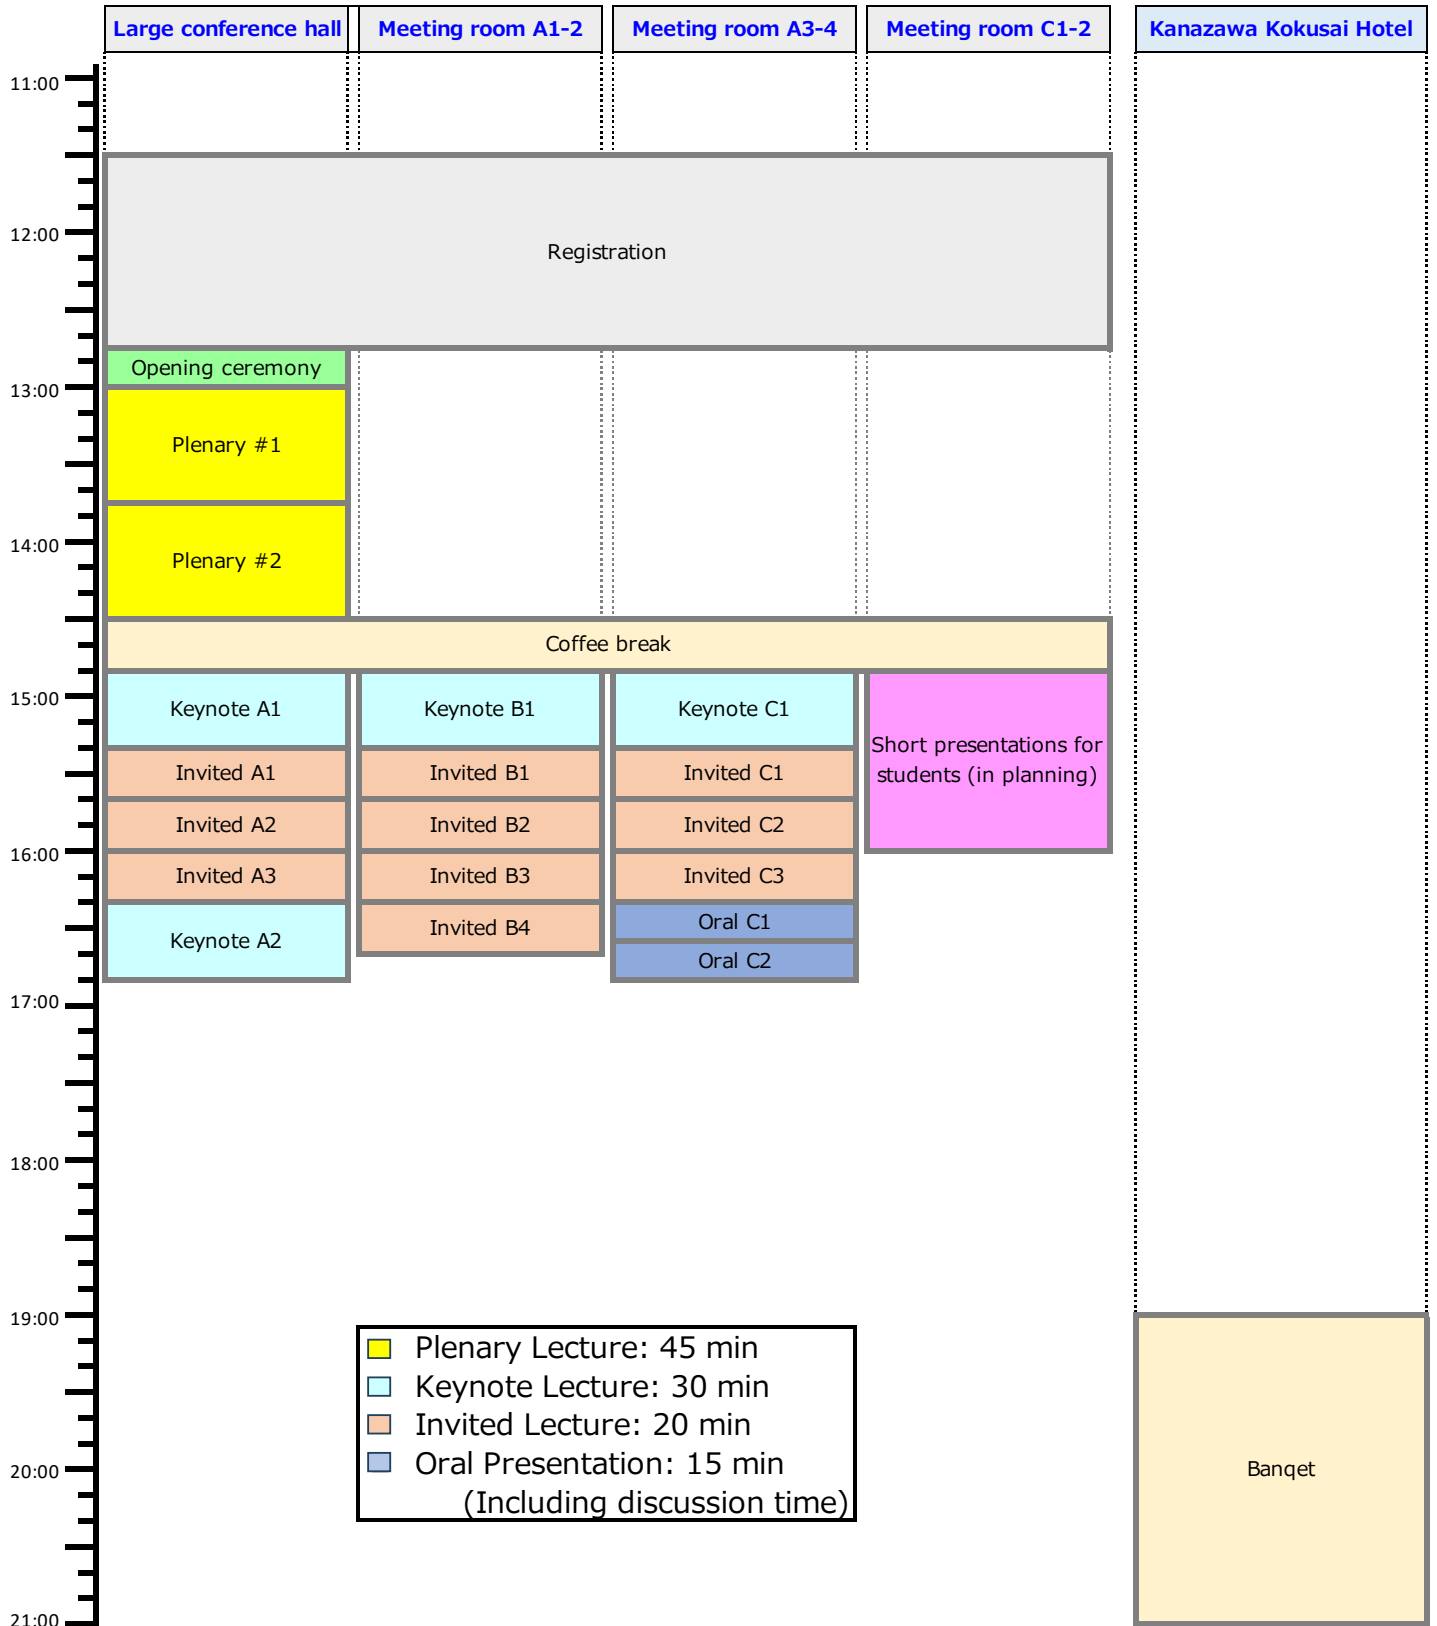 Large conference hall
Meeting room A1-2
Meeting room A3-4
Meeting room C1-2
Kanazawa Kokusai Hotel
11:00
12:00
Registration
Opening ceremony
13:00
Plenary #1
14:00
Plenary #2
Coffee break
15:00
Keynote A1
Keynote B1
Keynote C1
Short presentations for
students (in planning)
Invited A1
Invited B1
Invited C1
Invited A2
Invited B2
Invited C2
16:00
Invited A3
Invited B3
Invited C3
Keynote A2
Invited B4
Oral C1
Oral C2
17:00
18:00
19:00
Plenary Lecture: 45 min
Keynote Lecture: 30 min
Invited Lecture: 20 min
Oral Presentation: 15 min
(Including discussion time)
20:00
Banqet
21:00